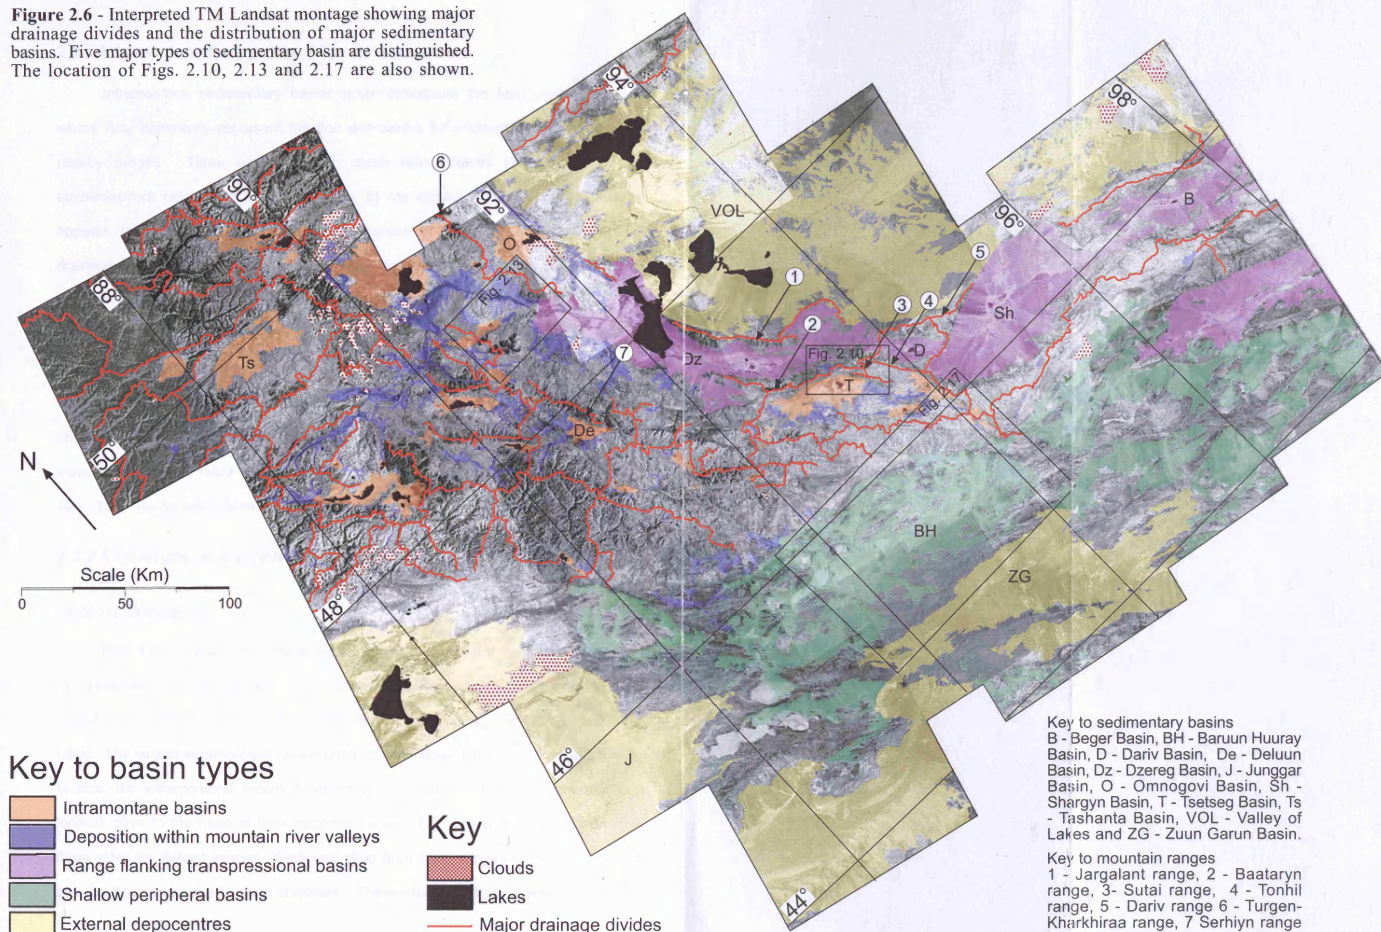 Figure 2.6 - Interpreted TM Landsat montage showing major
drainage divides and the distribution of major sedimentary
basins. Five major types of sedimentary basin are distinguished.
The location of Figs. 2.10, 2.13 and 2.17 are also shown.
94°
98°
90°
6
92°
96°
88°
O
VOL
B
Fig. 2.13
1
5
3
4
Sh
2
7
Dz
D
Ts
Fig. 2.10
T
Fig. 2.17
De
50°
N
BH
ZG
Scale (Km)
0 50 100
48°
46°
J
44°
Key to basin types
Intramontane basins
Deposition within mountain river valleys
Range flanking transpressional basins
Shallow peripheral basins
External depocentres
Key
Clouds
Lakes
Major drainage divides
Key to sedimentary basins
B - Beger Basin, BH - Baruun Huuray
Basin, D - Dariv Basin, De - Deluun
Basin, Dz - Dzereg Basin, J - Junggar
Basin, O - Omnogovi Basin, Sh -
Shargyn Basin, T - Tsetseg Basin, Ts
- Tashanta Basin, VOL - Valley of
Lakes and ZG - Zuun Garun Basin.
Key to mountain ranges
1 - Jargalant range, 2 - Baataryn
range, 3- Sutai range, 4 - Tonhil
range, 5 - Dariv range 6 - Turgen-
Kharkhiraa range, 7 Serhiyn range